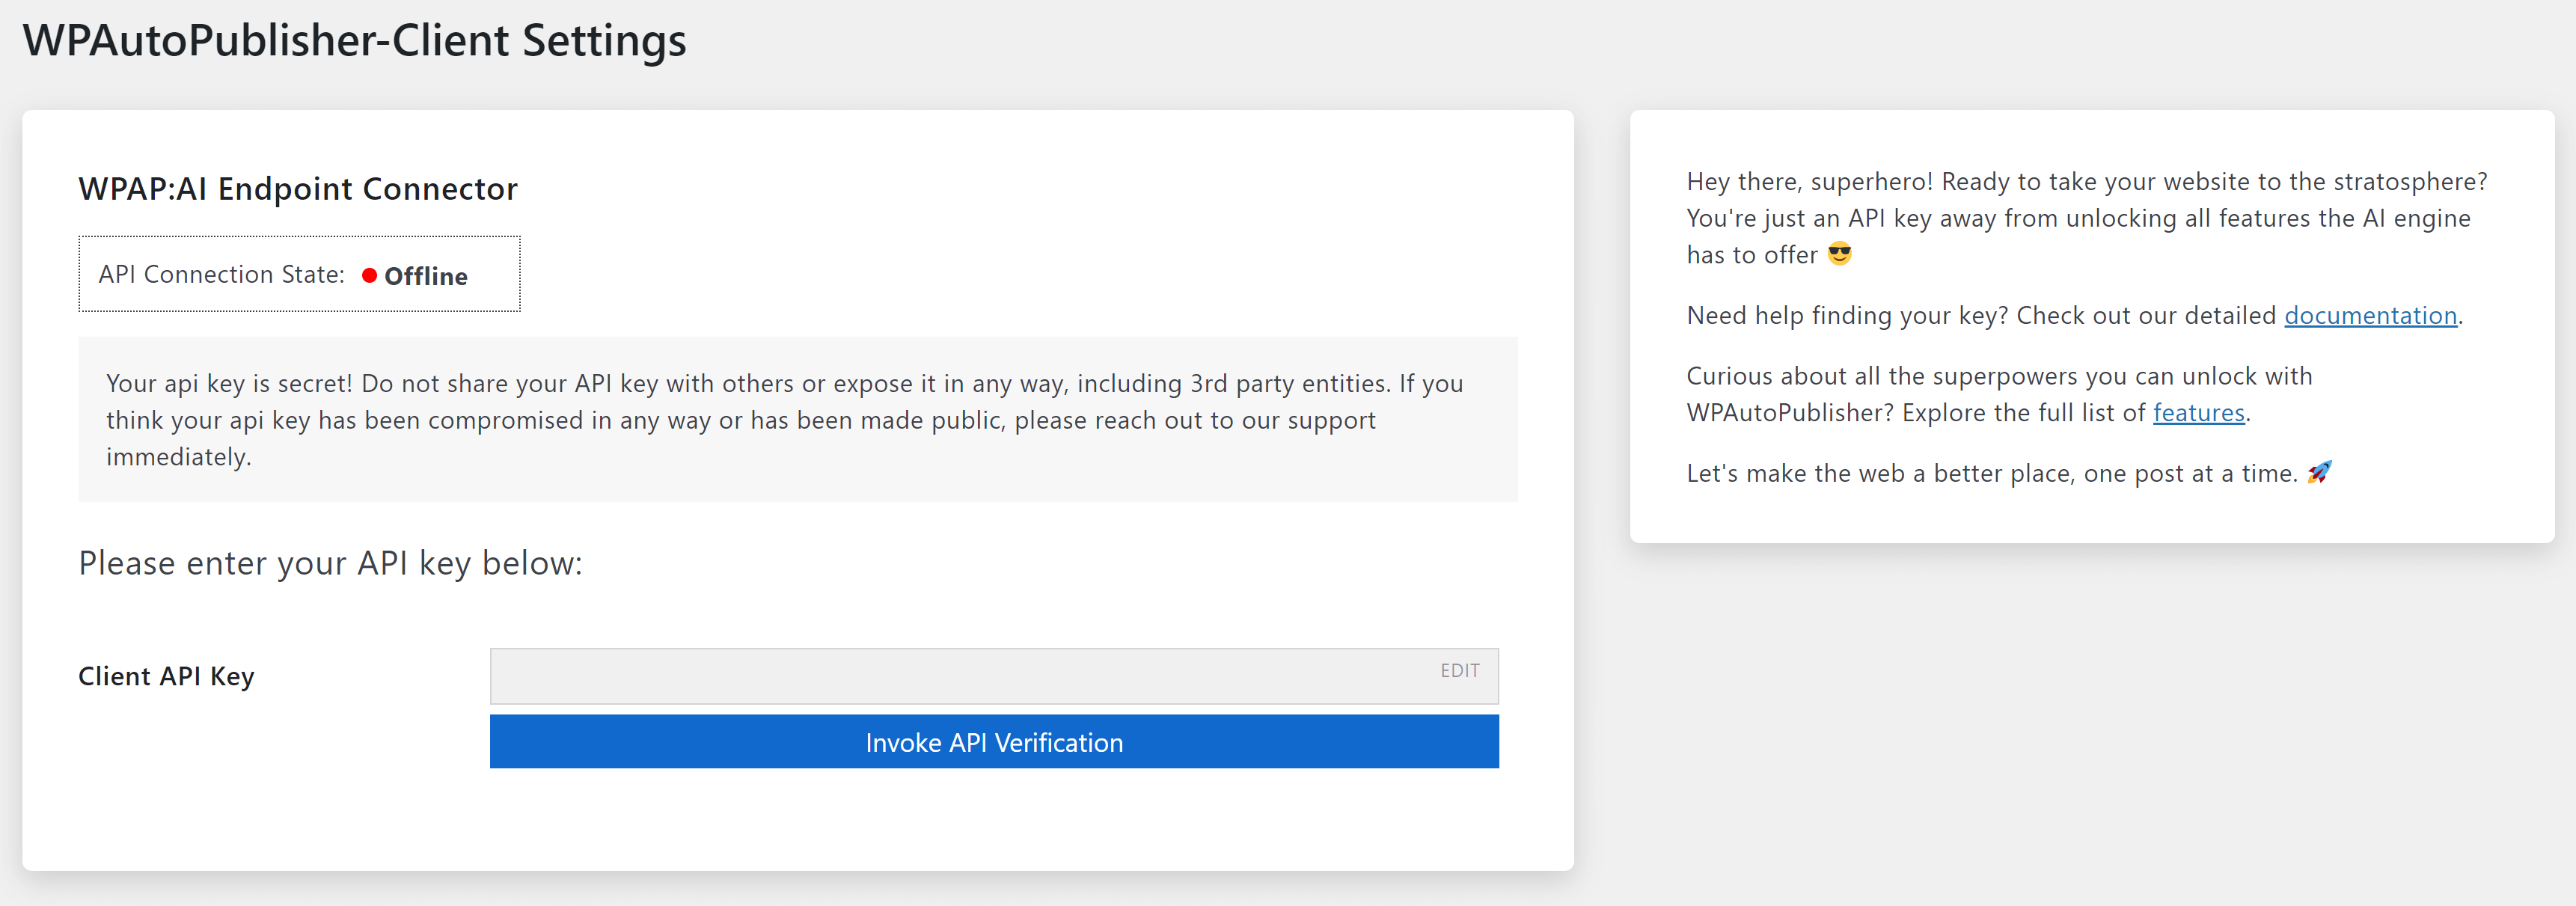 WPAutoPublisher-Client Settings
WPAP:AI Endpoint Connector
API Connection State: Offline
Your api key is secret! Do not share your API key with others or expose it in any way, including 3rd party entities. If you
think your api key has been compromised in any way or has been made public, please reach out to our support
immediately.
Please enter your API key below:
Client API Key
EDIT
Invoke API Verification
Hey there, superhero! Ready to take your website to the stratosphere?
You're just an API key away from unlocking all features the AI engine
has to offer 😎
Need help finding your key? Check out our detailed documentation.
Curious about all the superpowers you can unlock with
WPAutoPublisher? Explore the full list of features.
Let's make the web a better place, one post at a time. 🚀